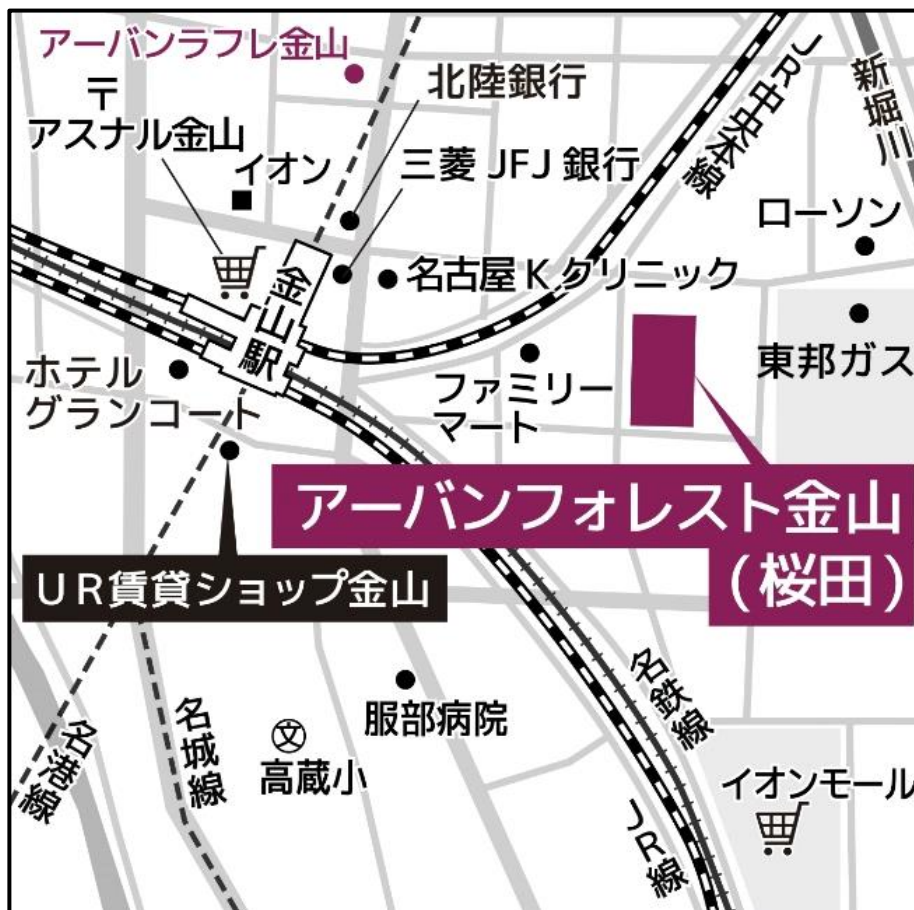 アーバンラフレ金山
〒
アスナル金山
北陸銀行
イオン
三菱JFJ銀行
JR中央本線
新堀川
ローソン
名古屋Kクリニック
金山駅
東邦ガス
ホテル
グランコート
ファミリー
マート
アーバンフォレスト金山
(桜田)
UR賃貸ショップ金山
名港線
名城線
文
高蔵小
服部病院
名鉄線
JR線
イオンモール